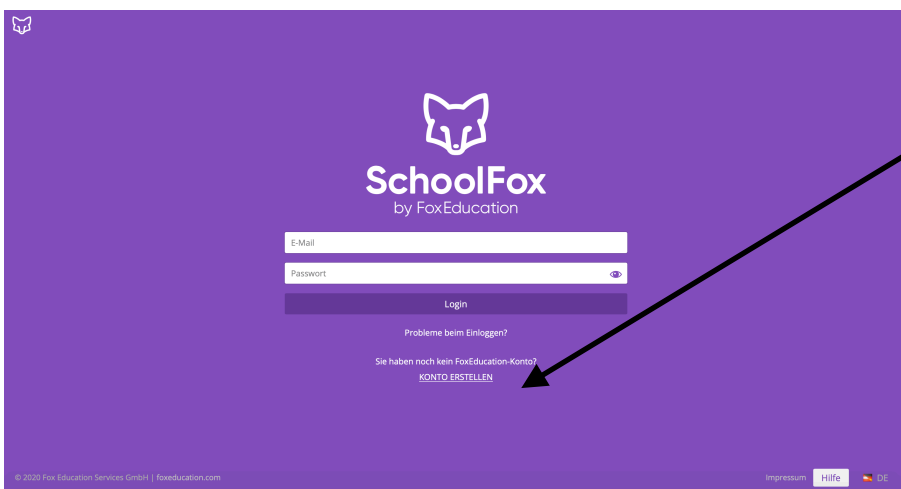 SchoolFox
by FoxEducation
E-Mail
Passwort
Login
Probleme beim Einloggen?
Sie haben noch kein FoxEducation-Konto?
KONTO ERSTELLEN
© 2020 Fox Education Services GmbH | foxeducation.com
Impressum Hilfe DE